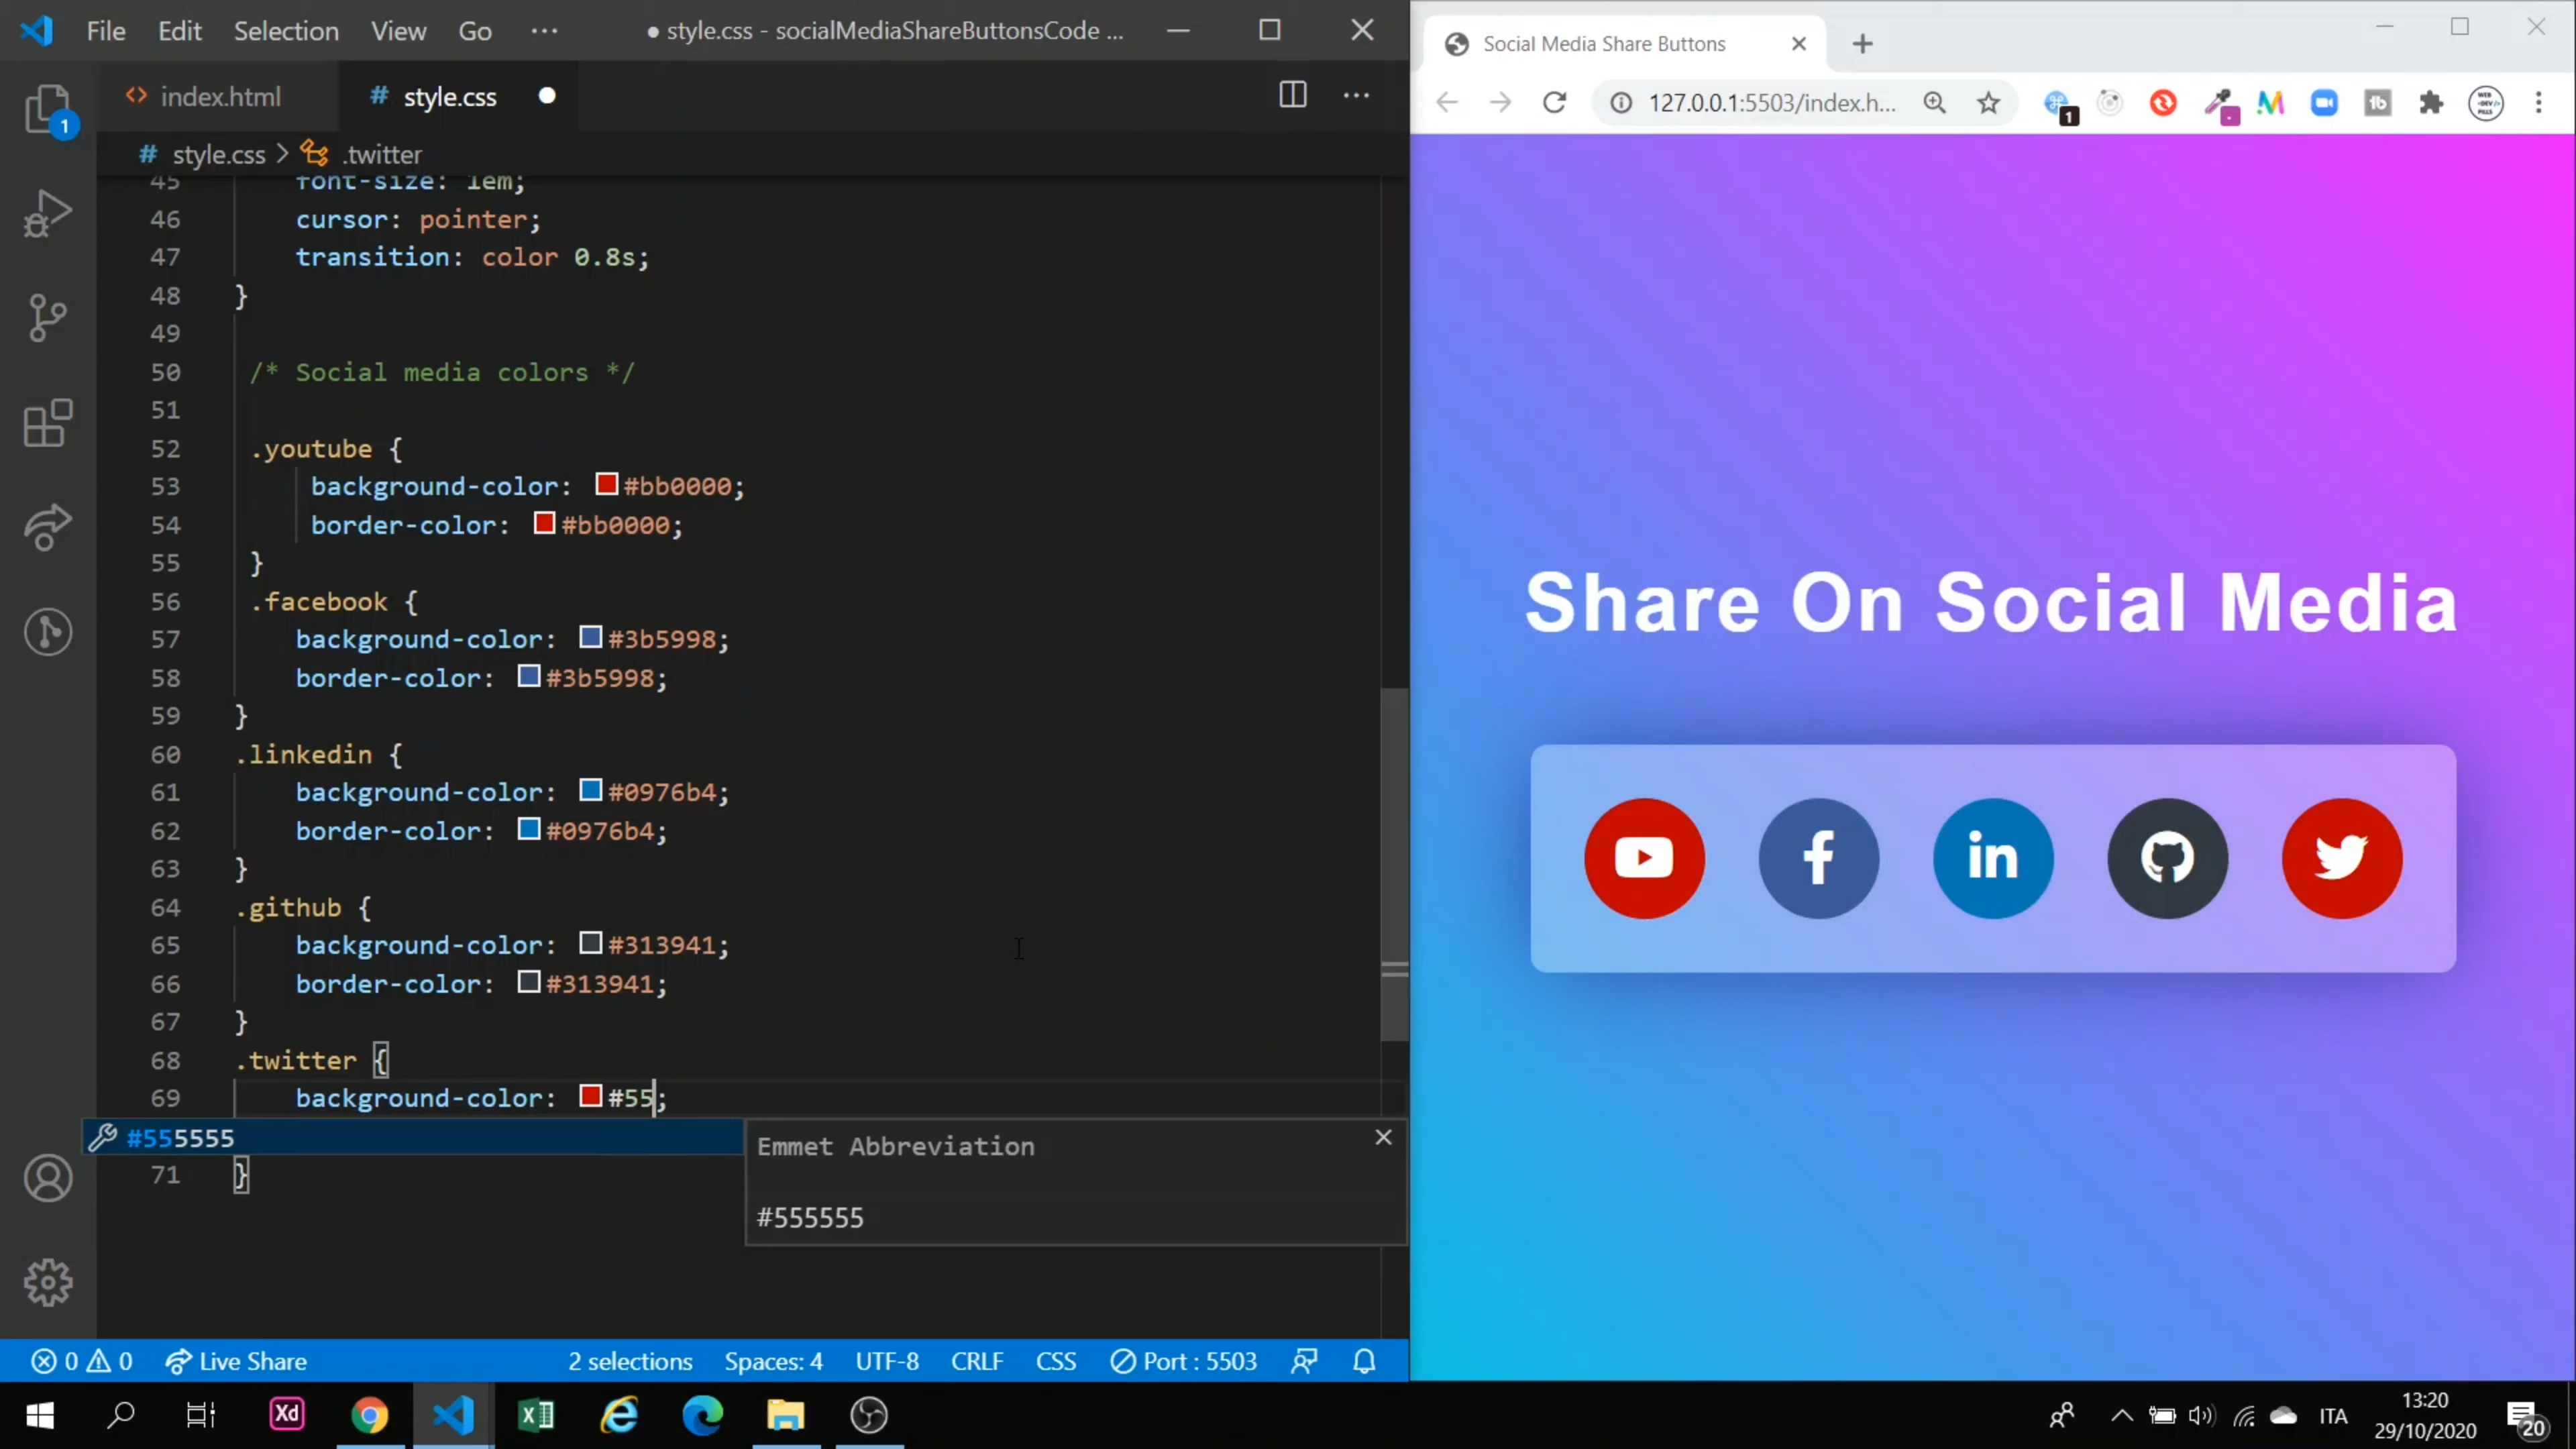 File Edit Selection View Go ··· ● style.css - socialMediaShareButtonsCode ...
index.html # style.css
# style.css > .twitter
45 font-size: 1em;
46 cursor: pointer;
47 transition: color 0.8s;
48 }
49
50 /* Social media colors */
51
52 .youtube {
53 background-color: #bb0000;
54 border-color: #bb0000;
55 }
56 .facebook {
57 background-color: #3b5998;
58 border-color: #3b5998;
59 }
60 .linkedin {
61 background-color: #0976b4;
62 border-color: #0976b4;
63 }
64 .github {
65 background-color: #313941;
66 border-color: #313941;
67 }
68 .twitter {
69 background-color: #55;
#555555
Emmet Abbreviation
#555555
71 }
1
0 0 Live Share 2 selections Spaces: 4 UTF-8 CRLF CSS Port : 5503
Social Media Share Buttons
127.0.0.1:5503/index.h...
1
Share On Social Media
in
Xd
ITA
13:20
29/10/2020
20